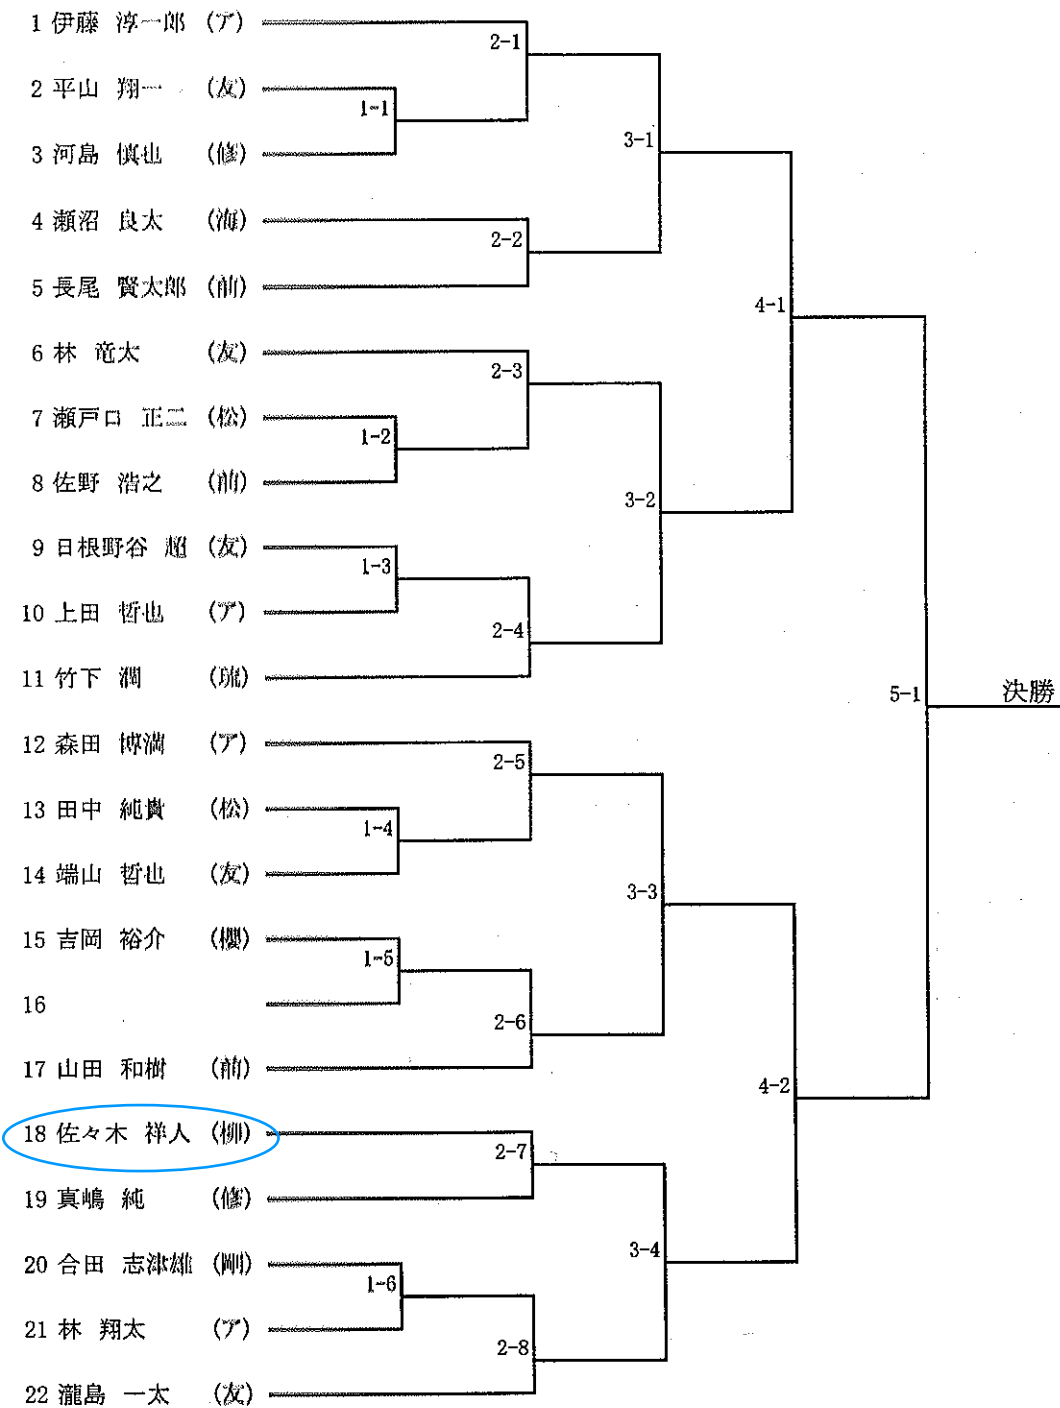 1 伊藤 淳一郎 (ア)
2-1
2 平山 翔一 (友)
1-1
3 河島 慎也 (修)
3-1
4 瀬沼 良太 (海)
2-2
5 長尾 賢太郎 (前)
4-1
6 林 竜太 (友)
2-3
7 瀬戸口 正二 (松)
1-2
8 佐野 浩之 (前)
3-2
9 日根野谷 超 (友)
1-3
10 上田 哲也 (ア)
2-4
11 竹下 潤 (琉)
5-1
決勝
12 森田 博満 (ア)
2-5
13 田中 純貴 (松)
1-4
14 端山 哲也 (友)
3-3
15 吉岡 裕介 (櫻)
1-5
16
2-6
17 山田 和樹 (前)
4-2
18 佐々木 祥人 (柳)
2-7
19 真嶋 純 (修)
3-4
20 合田 志津雄 (剛)
1-6
21 林 翔太 (ア)
2-8
22 瀧島 一太 (友)